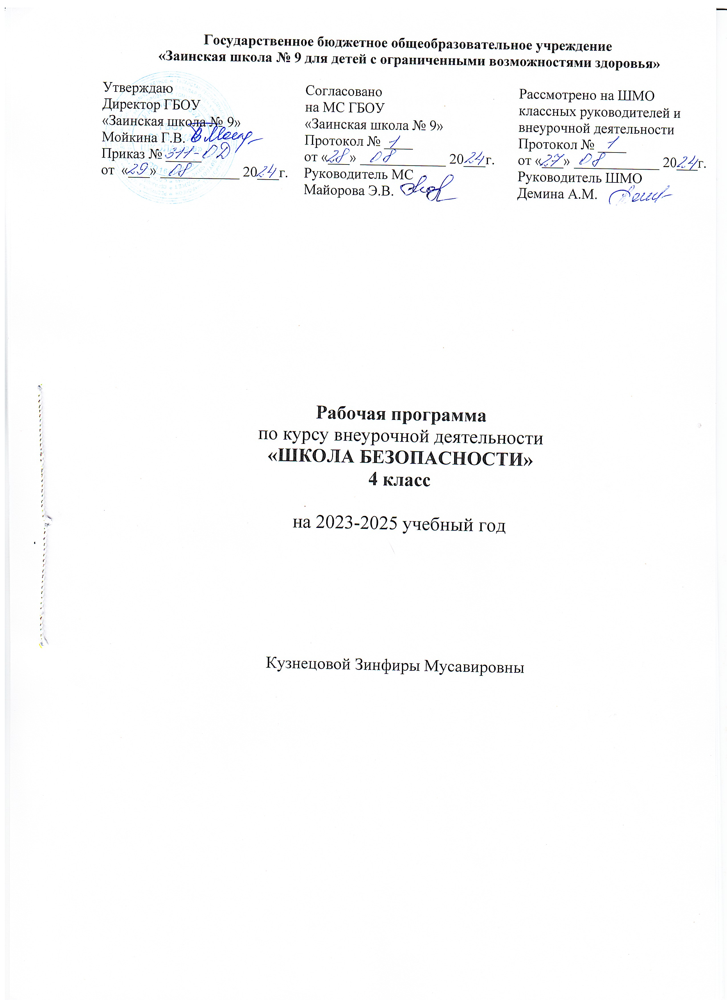 Государственное бюджетное общеобразовательное учреждение
«Заинская школа № 9 для детей с ограниченными возможностями здоровья»
Утверждаю
Директор ГБОУ
«Заинская школа № 9»
Мойкина Г.В.
Приказ № 311-ОД
от «29» 08 2024 г.
Согласовано
на МС ГБОУ
«Заинская школа № 9»
Протокол № 1
от «28» 08 2024 г.
Руководитель МС
Майорова Э.В.
Рассмотрено на ШМО
классных руководителей и
внеурочной деятельности
Протокол № 1
от «27» 08 2024 г.
Руководитель ШМО
Демина А.М.
Рабочая программа
по курсу внеурочной деятельности
«ШКОЛА БЕЗОПАСНОСТИ»
4 класс
на 2023-2025 учебный год
Кузнецовой Зинфиры Мусавировны